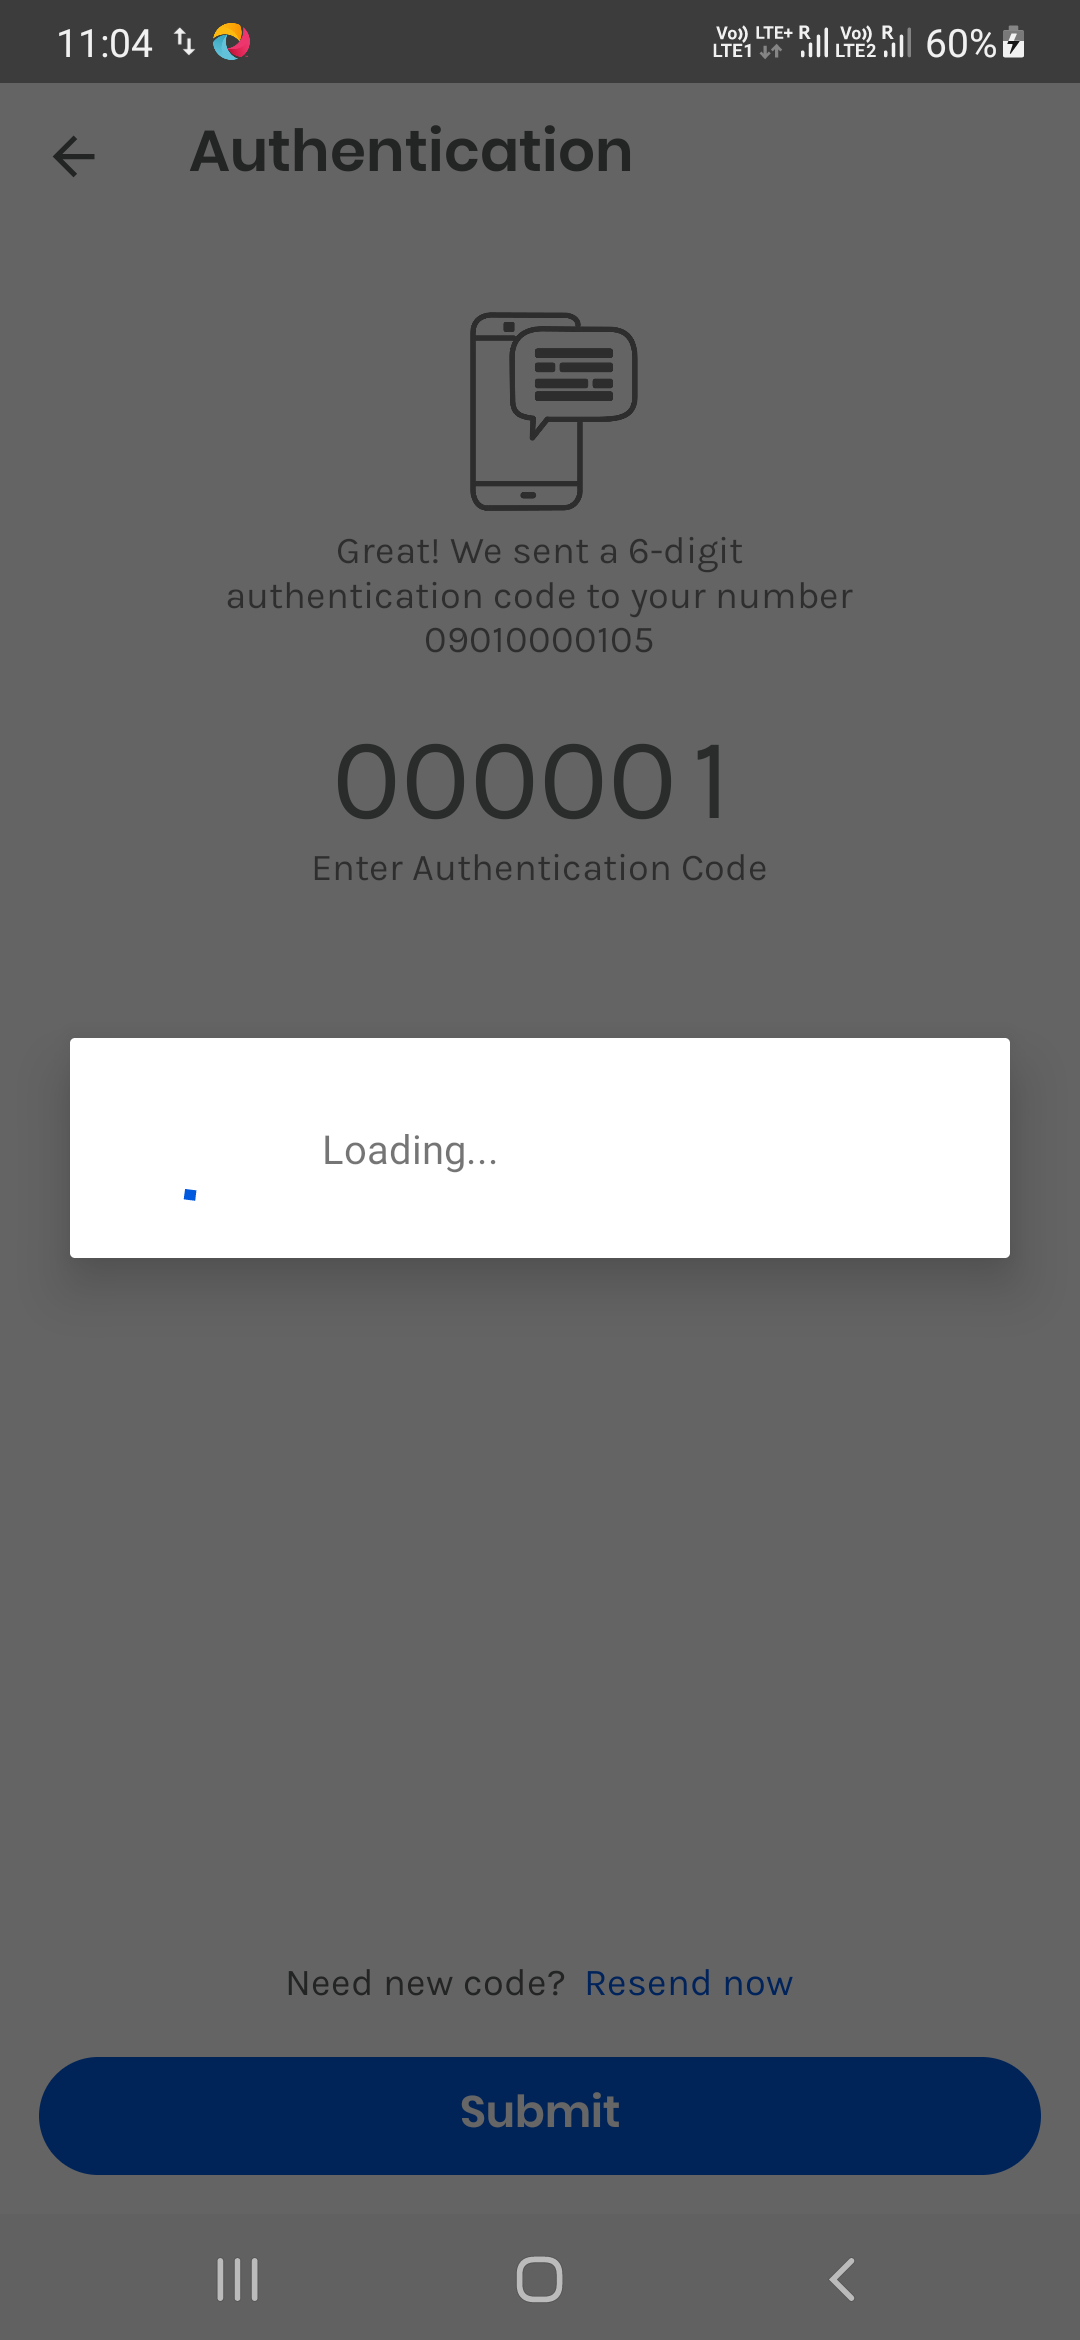 11:04
Vo)) LTE+ R Vo)) R
LTE1 LTE2 60%
Authentication
Great! We sent a 6-digit
authentication code to your number
09010000105
000001
Enter Authentication Code
Loading...
Need new code? Resend now
Submit